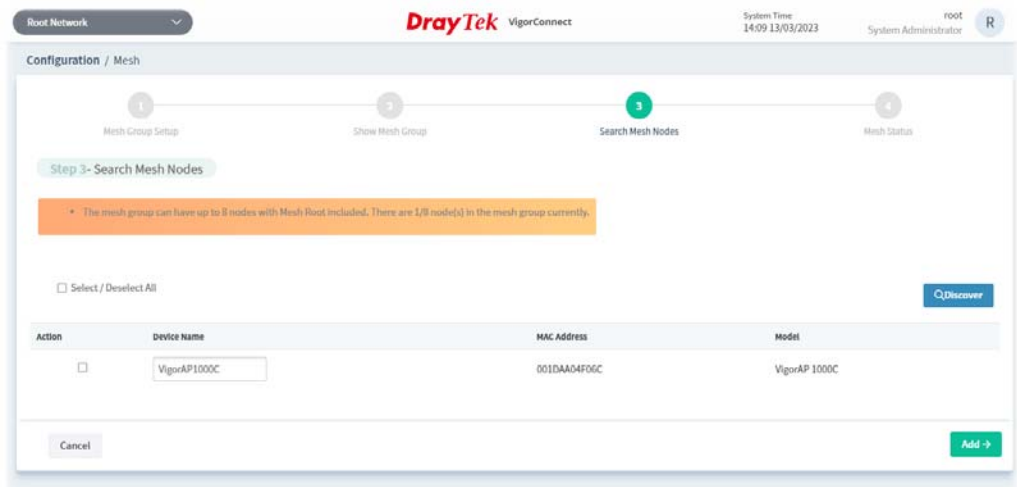 Root Network
DrayTek VigorConnect
System Time
14:09 13/03/2023
root
System Administrator
R
Configuration / Mesh
1
3
3
4
Mesh Group Setup
Show Mesh Group
Search Mesh Nodes
Mesh Status
Step 3- Search Mesh Nodes
• The mesh group can have up to 8 nodes with Mesh Root included. There are 1/8 node(s) in the mesh group currently.
Select / Deselect All
Discover
Action Device Name MAC Address Model
VigorAP1000C 001DAA04F06C VigorAP 1000C
Cancel
Add →